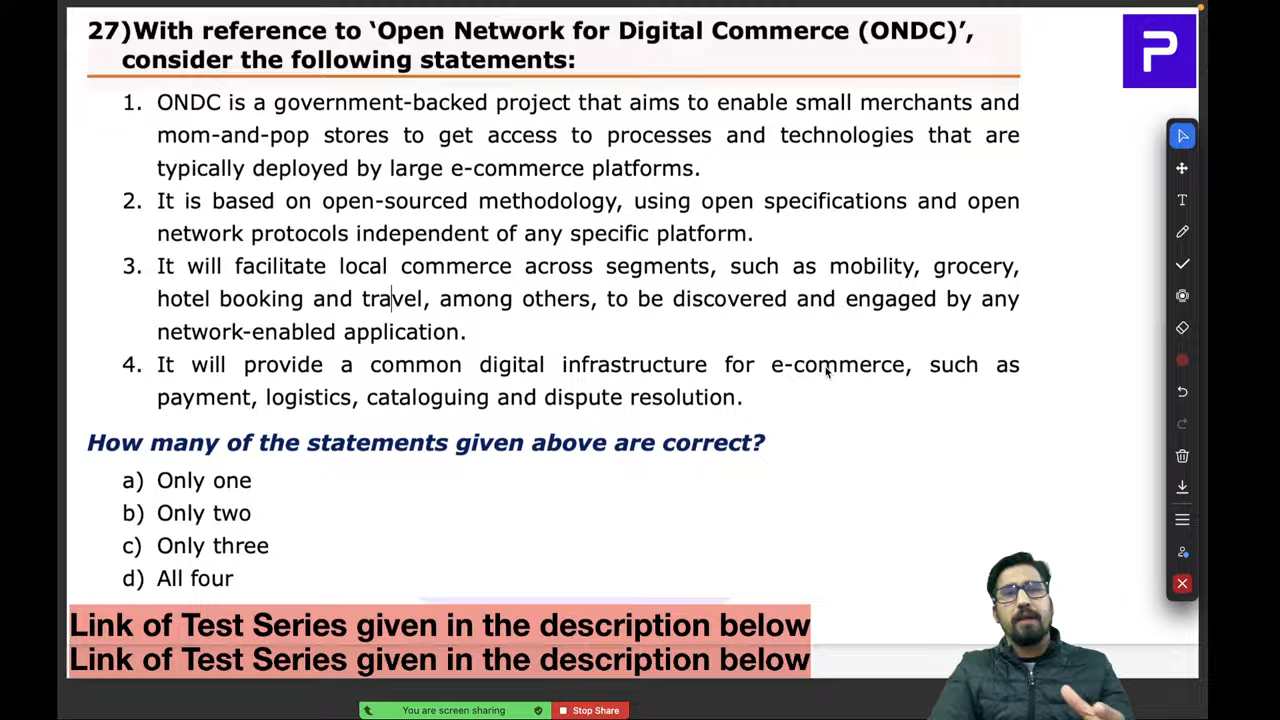 27)With reference to ‘Open Network for Digital Commerce (ONDC)’,
consider the following statements:
1. ONDC is a government-backed project that aims to enable small merchants and
mom-and-pop stores to get access to processes and technologies that are
typically deployed by large e-commerce platforms.
2. It is based on open-sourced methodology, using open specifications and open
network protocols independent of any specific platform.
3. It will facilitate local commerce across segments, such as mobility, grocery,
hotel booking and travel, among others, to be discovered and engaged by any
network-enabled application.
4. It will provide a common digital infrastructure for e-commerce, such as
payment, logistics, cataloguing and dispute resolution.
How many of the statements given above are correct?
a) Only one
b) Only two
c) Only three
d) All four
Link of Test Series given in the description below
Link of Test Series given in the description below
You are screen sharing
Stop Share
P
T